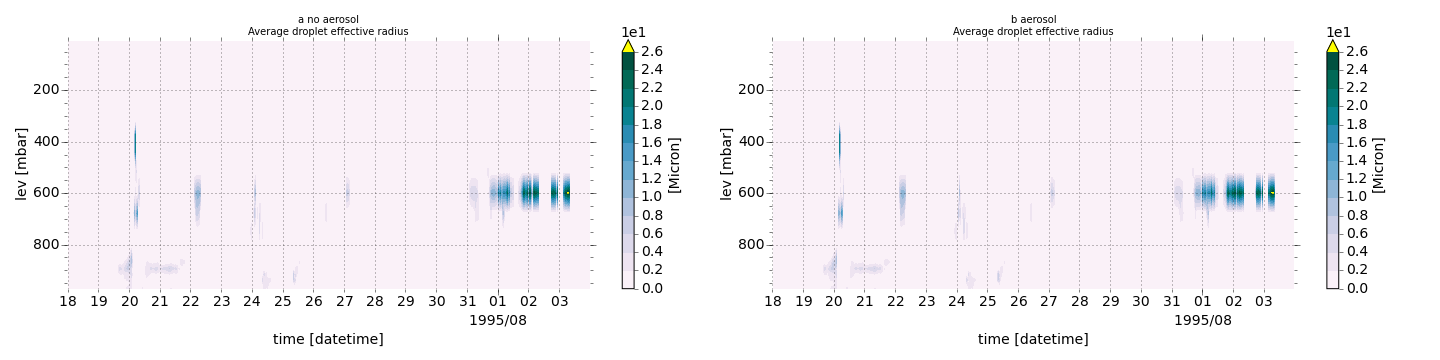 a no aerosol
Average droplet effective radius
1e1
2.6
2.4
2.2
2.0
1.8
1.6
1.4
1.2
1.0
0.8
0.6
0.4
0.2
0.0
[Micron]
200
400
600
800
lev [mbar]
18 19 20 21 22 23 24 25 26 27 28 29 30 31 01 02 03
1995/08
time [datetime]
b aerosol
Average droplet effective radius
1e1
2.6
2.4
2.2
2.0
1.8
1.6
1.4
1.2
1.0
0.8
0.6
0.4
0.2
0.0
[Micron]
200
400
600
800
lev [mbar]
18 19 20 21 22 23 24 25 26 27 28 29 30 31 01 02 03
1995/08
time [datetime]